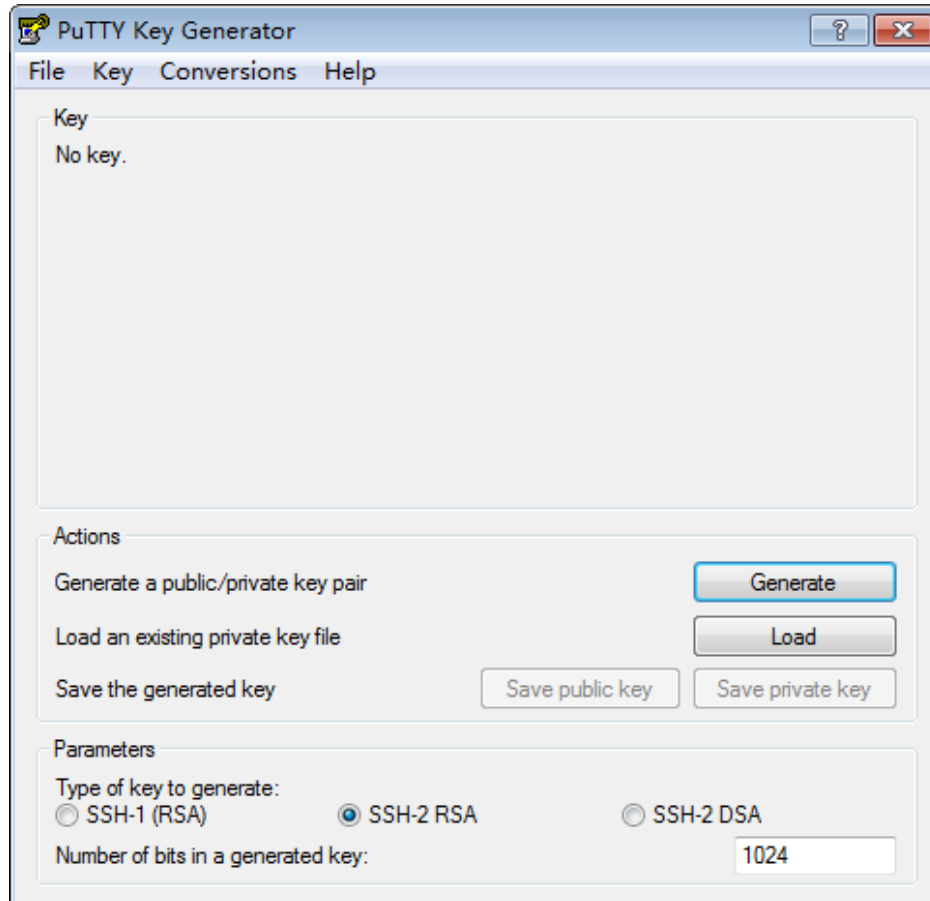 PuTTY Key Generator
File Key Conversions Help
Key
No key.
Actions
Generate a public/private key pair Generate
Load an existing private key file Load
Save the generated key Save public key Save private key
Parameters
Type of key to generate:
SSH-1 (RSA) SSH-2 RSA SSH-2 DSA
Number of bits in a generated key: 1024